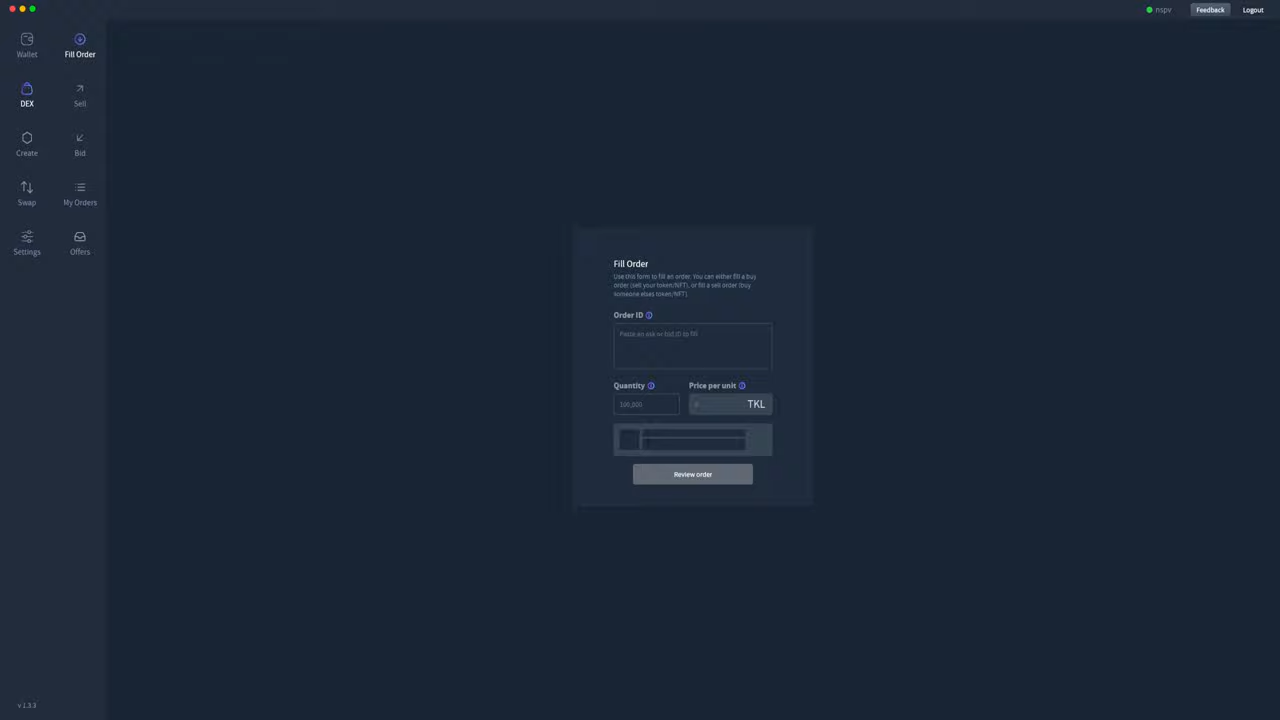 nspv
Feedback
Logout
Wallet
Fill Order
DEX
Sell
Create
Bid
Swap
My Orders
Settings
Offers
Fill Order
Use this form to fill an order. You can either fill a buy
order (sell your token/NFT), or fill a sell order (buy
someone elses token/NFT)
Order ID
Paste an ask or bid ID to fill
Quantity
Price per unit
100,000
TKL
Review order
v 1.3.3